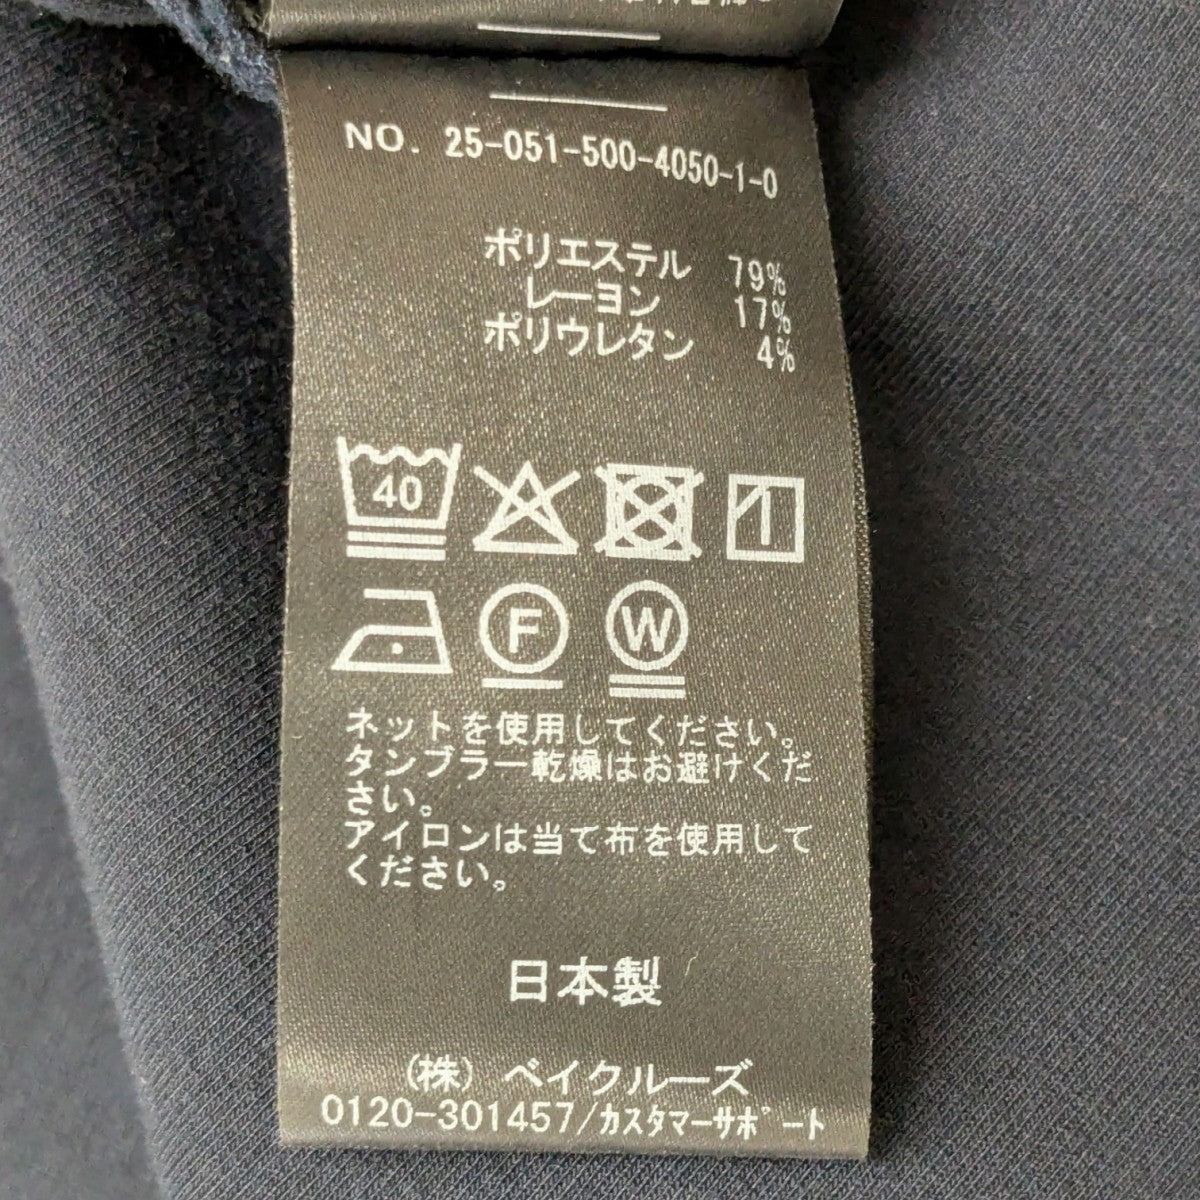 NO. 25-051-500-4050-1-0
ポリエステル 79%
レーヨン 17%
ポリウレタン 4%
40
F
W
ネットを使用してください。
タンブラー乾燥はお避けくだ
さい。
アイロンは当て布を使用して
ください。
日本製
(株) ベイクルーズ
0120-301457/カスタマーサポート